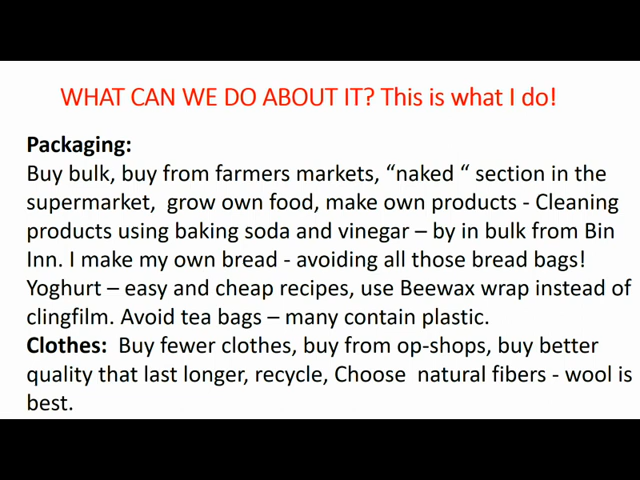 WHAT CAN WE DO ABOUT IT? This is what I do!
Packaging:
Buy bulk, buy from farmers markets, “naked “ section in the
supermarket,  grow own food, make own products - Cleaning
products using baking soda and vinegar – by in bulk from Bin
Inn. I make my own bread - avoiding all those bread bags!
Yoghurt – easy and cheap recipes, use Beewax wrap instead of
clingfilm. Avoid tea bags – many contain plastic.
Clothes:  Buy fewer clothes, buy from op-shops, buy better
quality that last longer, recycle, Choose  natural fibers - wool is
best.